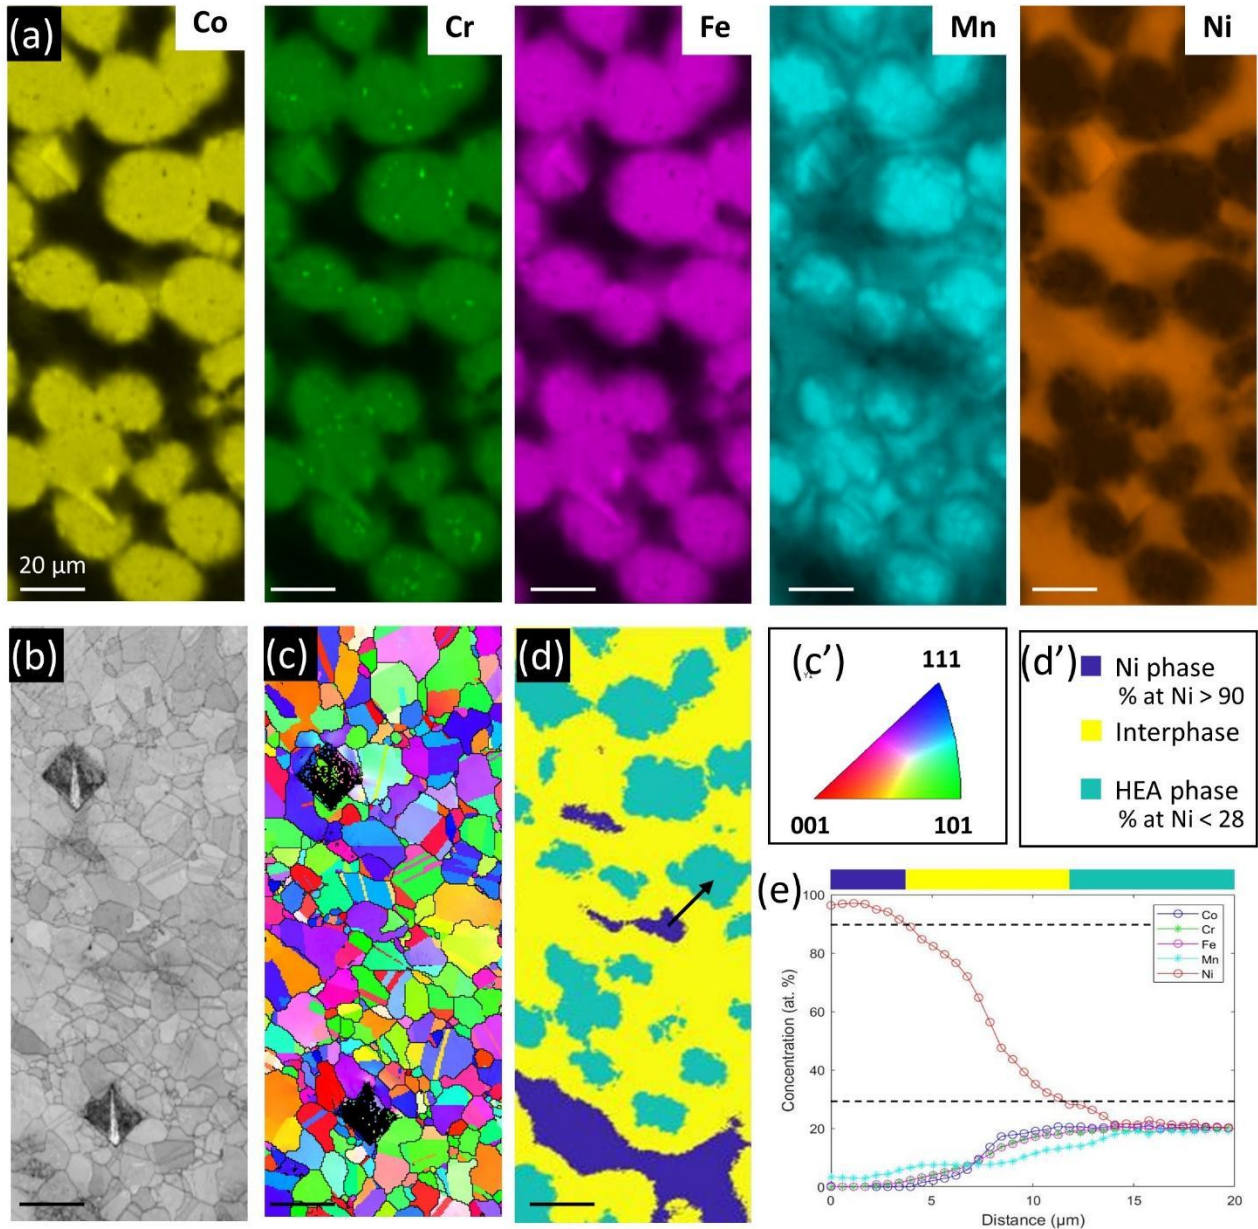 (a) Co Cr Fe Mn Ni
20 µm
(b) (c) (d) (c’) (d’)
111
001 101
Ni phase
% at Ni > 90
Interphase
HEA phase
% at Ni < 28
(e)
100
80
60
40
20
0
Concentration (at. %)
Co
Cr
Fe
Mn
Ni
0 5 10 15 20
Distance (µm)